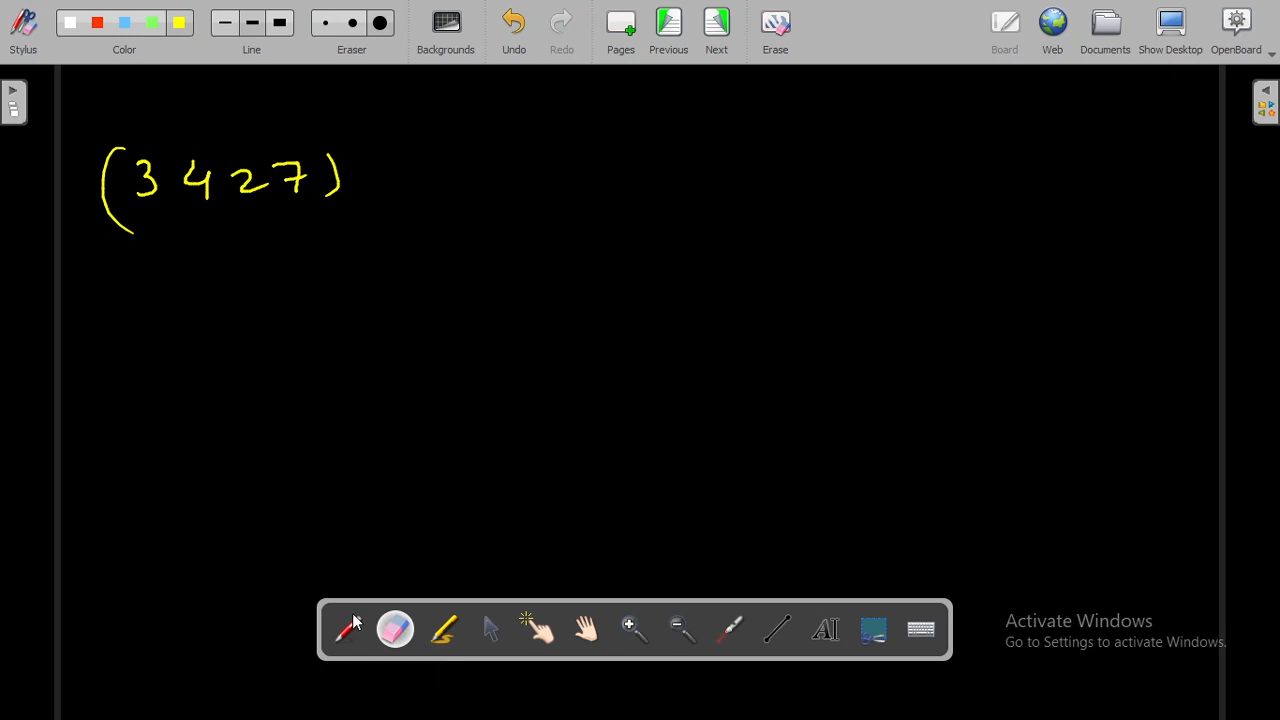 Stylus Color Line Eraser Backgrounds Undo Redo Pages Previous Next Erase Board Web Documents Show Desktop OpenBoard
(3 4 2 7)
AI
Activate Windows
Go to Settings to activate Windows.